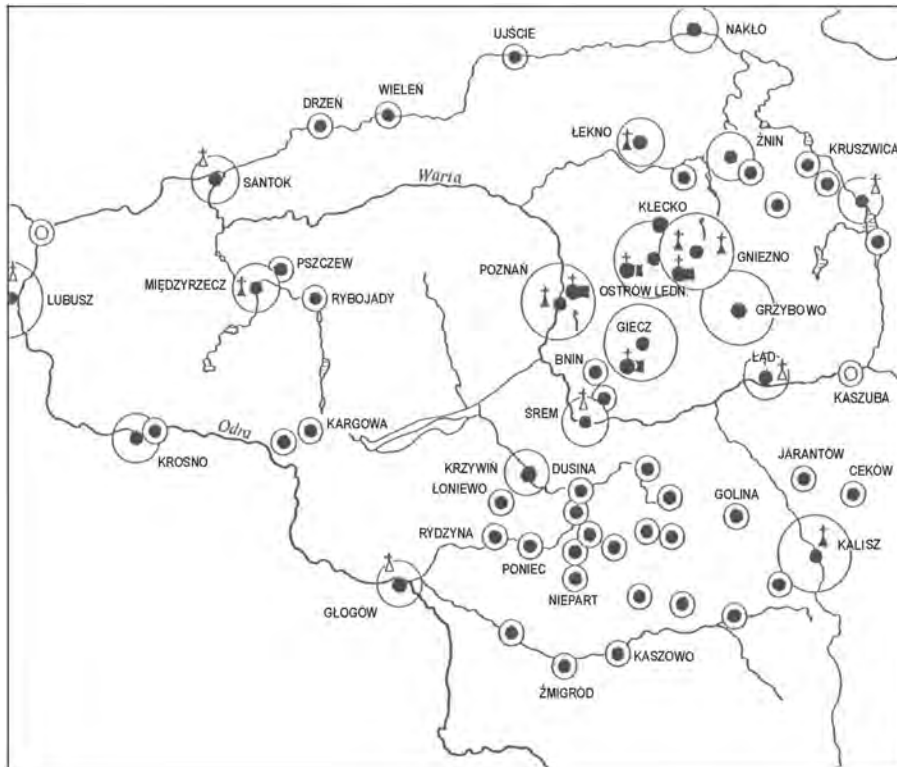 NAKŁO
UJŚCIE
WIELEŃ
DRZEŃ
ŁEKNO
ŻNIN
KRUSZWICA
SANTOK
Warta
KŁECKO
GNIEZNO
PSZCZEW
MIĘDZYRZECZ
RYBOJADY
POZNAŃ
OSTRÓW LEDN.
LUBUSZ
GRZYBOWO
GIECZ
BNIN
ŁĄD
KASZUBA
ŚREM
KARGOWA
Odra
KROSNO
KRZYWIŃ
DUSINA
JARANTÓW
CEKÓW
ŁONIEWO
GOLINA
RYDZYNA
KALISZ
PONIEC
NIEPART
GŁOGÓW
KASZOWO
ŻMIGRÓD